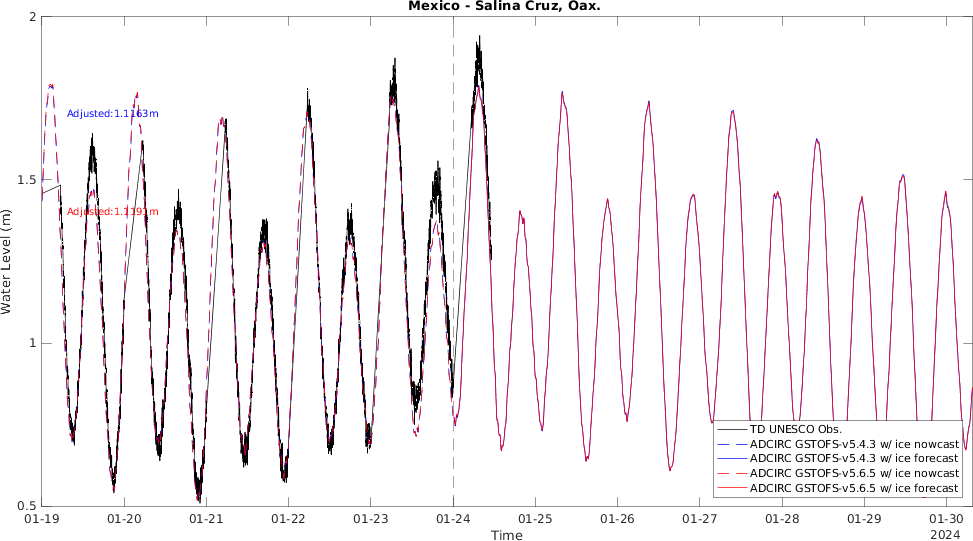 Mexico - Salina Cruz, Oax.
2
1.5
1
0.5
Water Level (m)
Adjusted:1.1163m
Adjusted:1.1191m
TD UNESCO Obs.
ADCIRC GSTOFS-v5.4.3 w/ ice nowcast
ADCIRC GSTOFS-v5.4.3 w/ ice forecast
ADCIRC GSTOFS-v5.6.5 w/ ice nowcast
ADCIRC GSTOFS-v5.6.5 w/ ice forecast
01-19 01-20 01-21 01-22 01-23 01-24 01-25 01-26 01-27 01-28 01-29 01-30
Time
2024